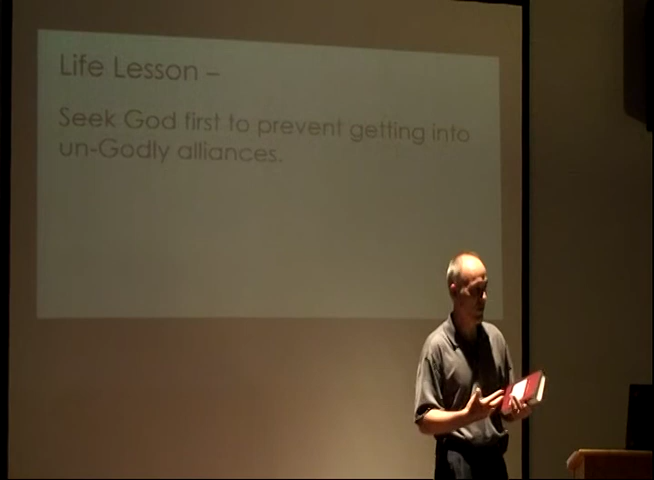 Life Lesson –
Seek God first to prevent getting into
un-Godly alliances.